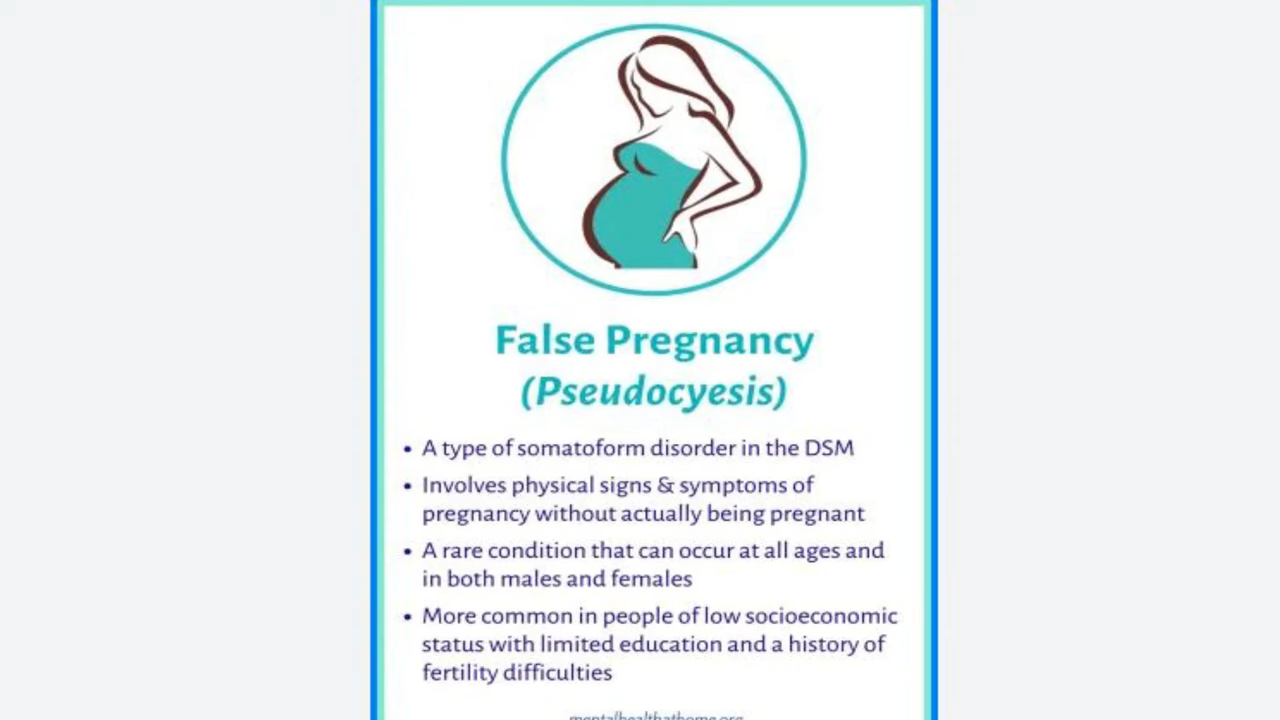 False Pregnancy
(Pseudocyesis)
• A type of somatoform disorder in the DSM
• Involves physical signs & symptoms of
pregnancy without actually being pregnant
• A rare condition that can occur at all ages and
in both males and females
• More common in people of low socioeconomic
status with limited education and a history of
fertility difficulties
mentalhealthathome.org